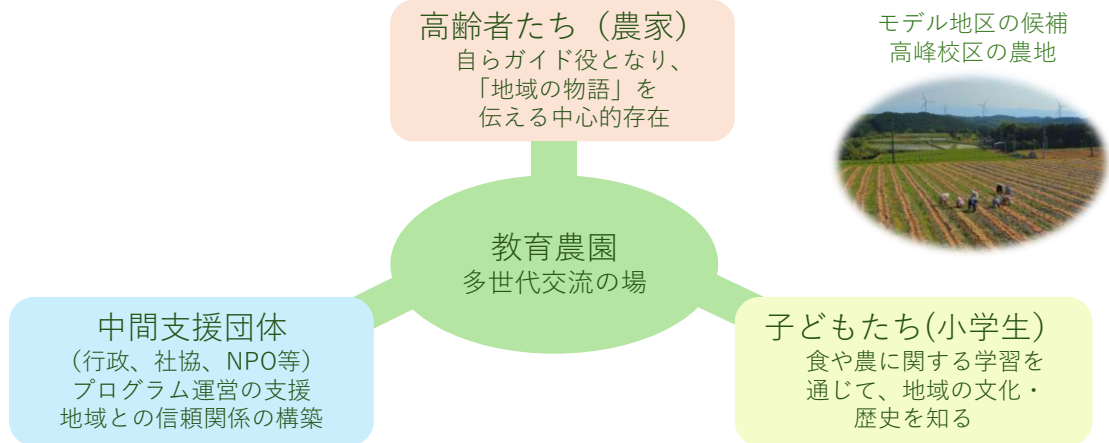 高齢者たち（農家）
自らガイド役となり、
「地域の物語」を
伝える中心的存在
モデル地区の候補
高峰校区の農地
教育農園
多世代交流の場
中間支援団体
（行政、社協、NPO等）
プログラム運営の支援
地域との信頼関係の構築
子どもたち(小学生）
食や農に関する学習を
通じて、地域の文化・
歴史を知る